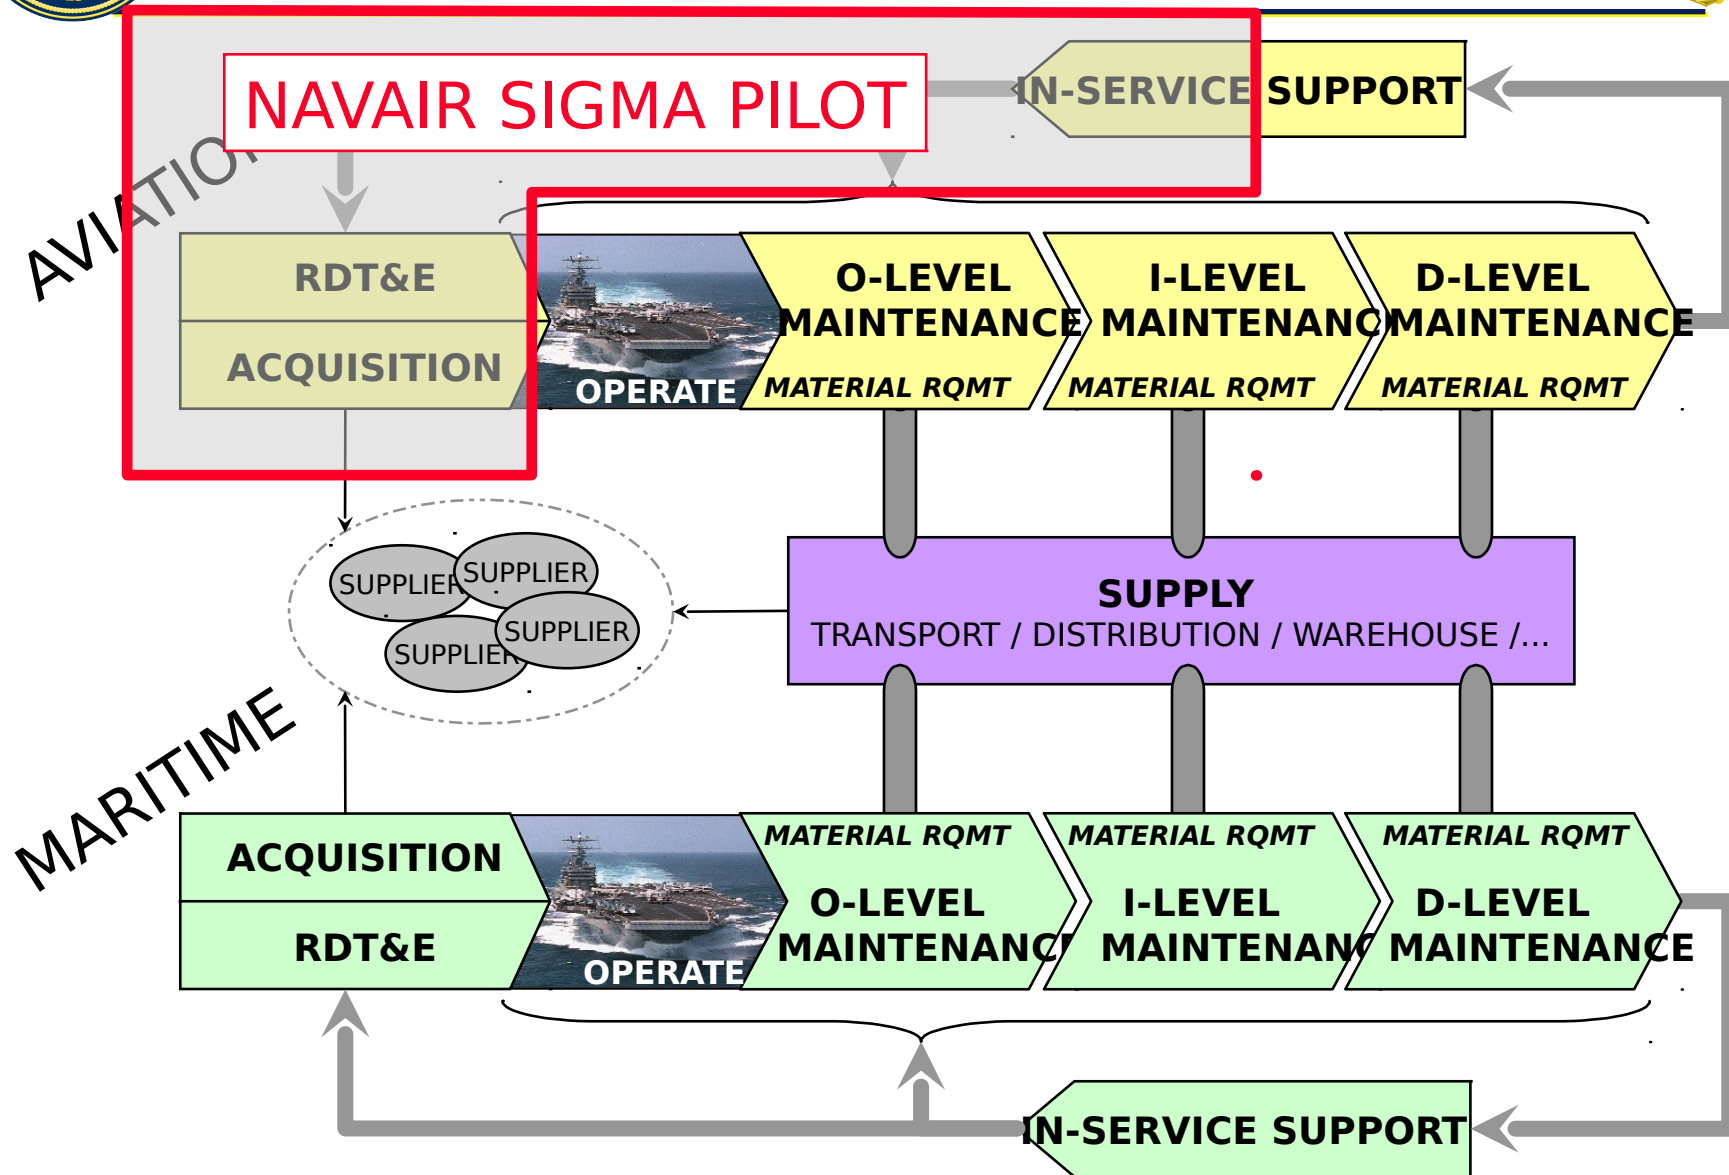 NAVAIR SIGMA PILOT
IN-SERVICE SUPPORT
AVIATION
RDT&E
ACQUISITION
OPERATE
O-LEVEL
MAINTENANCE
MATERIAL RQMT
I-LEVEL
MAINTENANC
MATERIAL RQMT
D-LEVEL
MAINTENANCE
MATERIAL RQMT
SUPPLIER
SUPPLIER
SUPPLIER
SUPPLIER
SUPPLY
TRANSPORT / DISTRIBUTION / WAREHOUSE /...
MARITIME
ACQUISITION
RDT&E
OPERATE
MATERIAL RQMT
O-LEVEL
MAINTENANCE
MATERIAL RQMT
I-LEVEL
MAINTENANC
MATERIAL RQMT
D-LEVEL
MAINTENANCE
IN-SERVICE SUPPORT